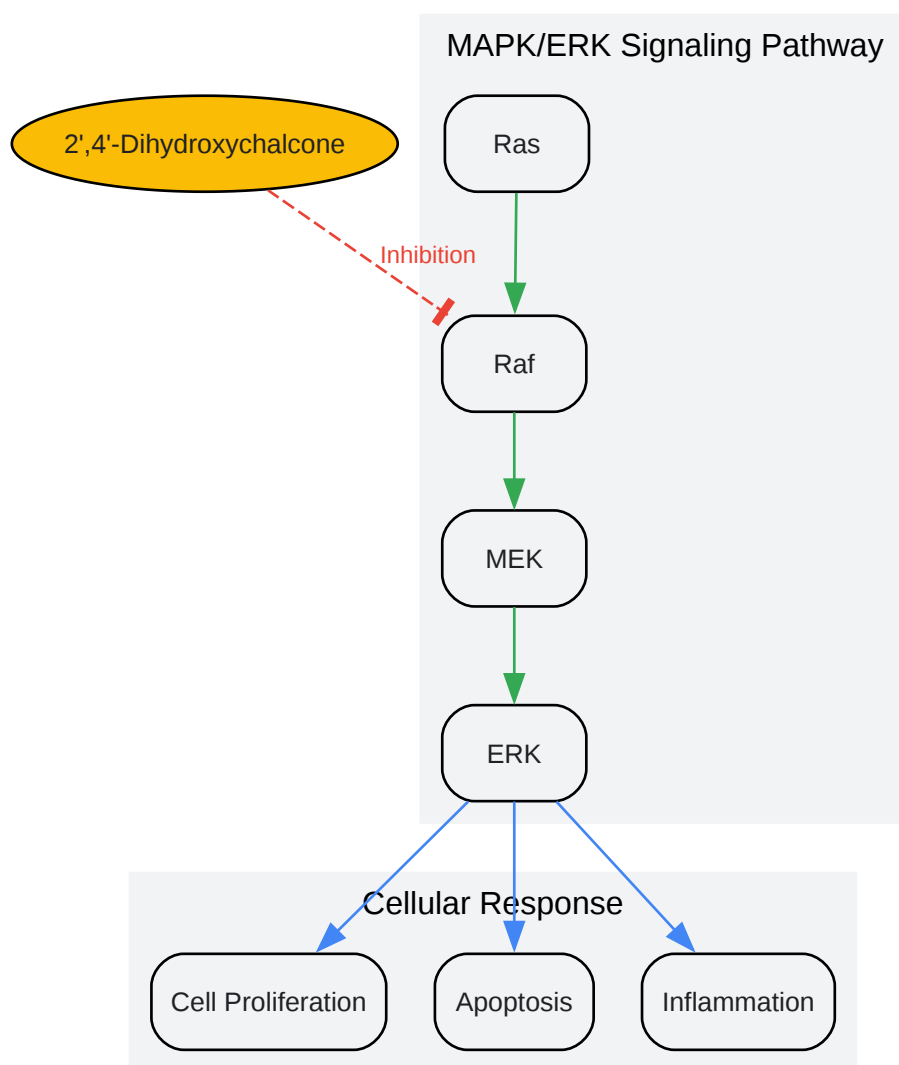 MAPK/ERK Signaling Pathway
2',4'-Dihydroxychalcone
Ras
Inhibition
Raf
MEK
ERK
Cellular Response
Cell Proliferation
Apoptosis
Inflammation